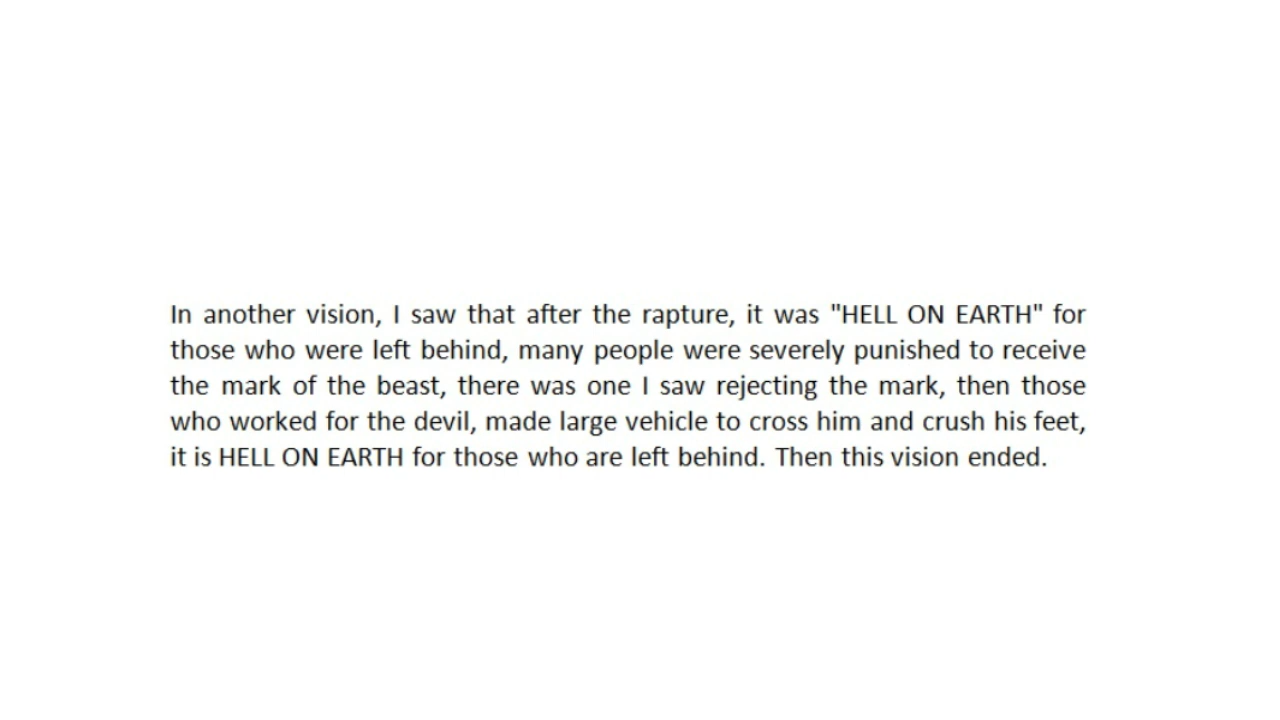 In another vision, I saw that after the rapture, it was "HELL ON EARTH" for
those who were left behind, many people were severely punished to receive
the mark of the beast, there was one I saw rejecting the mark, then those
who worked for the devil, made large vehicle to cross him and crush his feet,
it is HELL ON EARTH for those who are left behind. Then this vision ended.